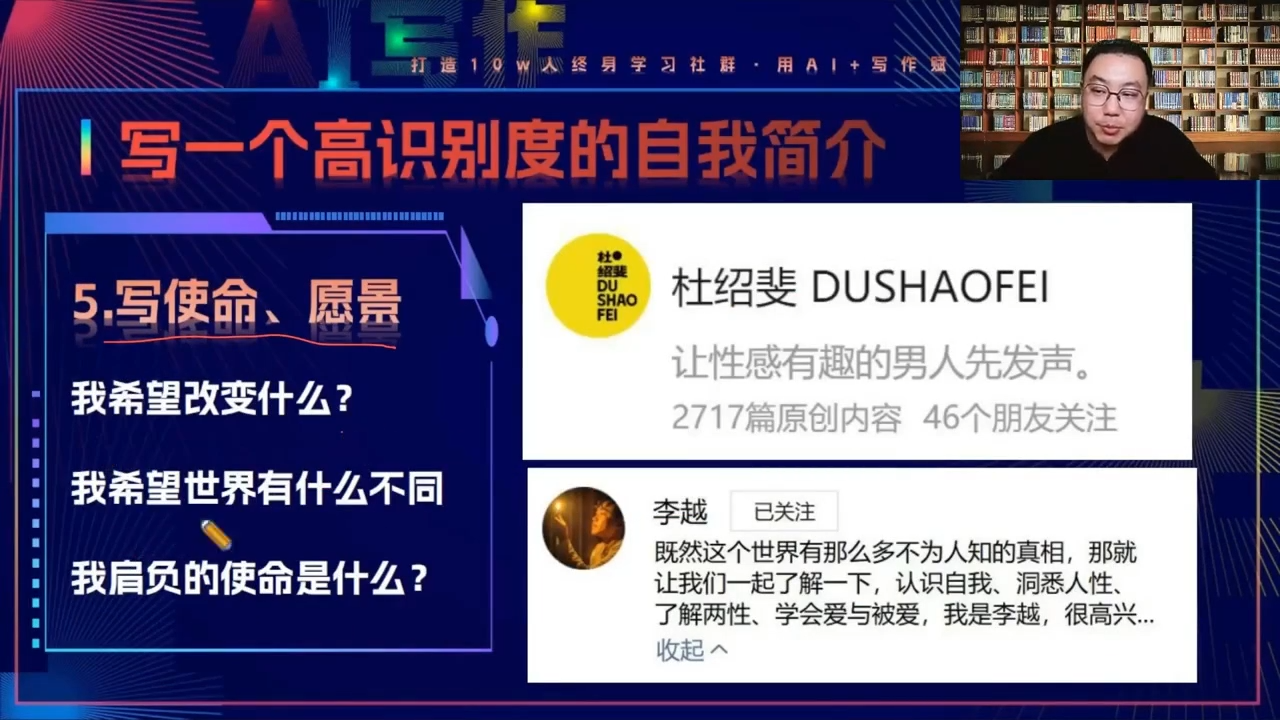 AI写作
打造10w人终身学习社群·用AI+写作赋
写一个高识别度的自我简介
5.写使命、愿景
我希望改变什么？
我希望世界有什么不同
我肩负的使命是什么？
杜绍斐
DU
SHAO
FEI
杜绍斐 DUSHAOFEI
让性感有趣的男人先发声。
2717篇原创内容 46个朋友关注
李越 已关注
既然这个世界有那么多不为人知的真相，那就
让我们一起了解一下，认识自我、洞悉人性、
了解两性、学会爱与被爱，我是李越，很高兴...
收起